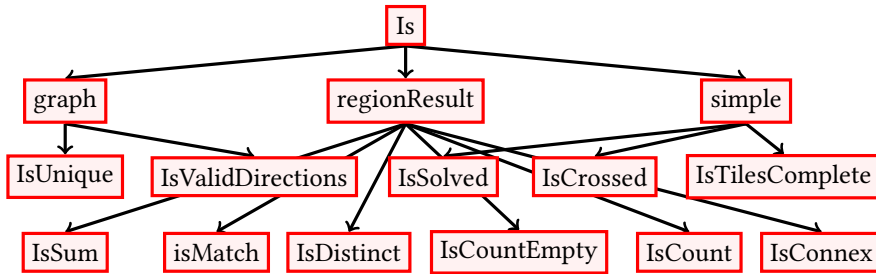 Is
graph regionResult simple
IsUnique IsValidDirections IsSolved IsCrossed IsTilesComplete
IsSum isMatch IsDistinct IsCountEmpty IsCount IsConnex